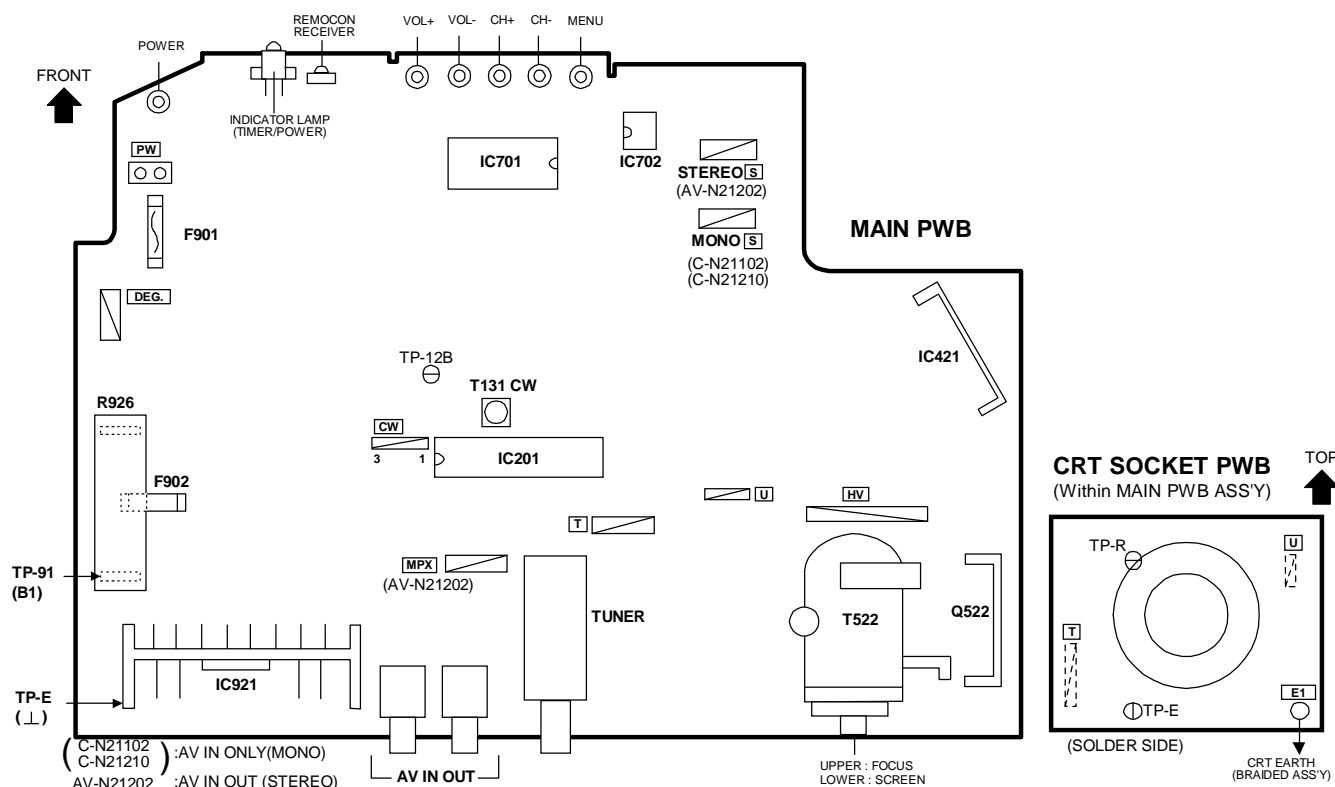 REMOCON
RECEIVER
VOL+ VOL- CH+ CH- MENU
POWER
FRONT
INDICATOR LAMP
(TIMER/POWER)
PW
IC701
IC702
STEREO S
(AV-N21202)
F901
MONO S
(C-N21102)
(C-N21210)
MAIN PWB
DEG.
IC421
TP-12B
T131 CW
R926
CW
3 1
IC201
F902
U
HV
T
MPX
(AV-N21202)
TP-91
(B1)
TUNER
T522
Q522
IC921
TP-E
(⊥)
C-N21102
C-N21210
:AV IN ONLY(MONO)
AV-N21202 :AV IN OUT (STEREO)
AV IN OUT
UPPER : FOCUS
LOWER : SCREEN
CRT SOCKET PWB
(Within MAIN PWB ASS'Y)
TOP
TP-R
U
T
E1
TP-E
(SOLDER SIDE)
CRT EARTH
(BRAIDED ASS'Y)